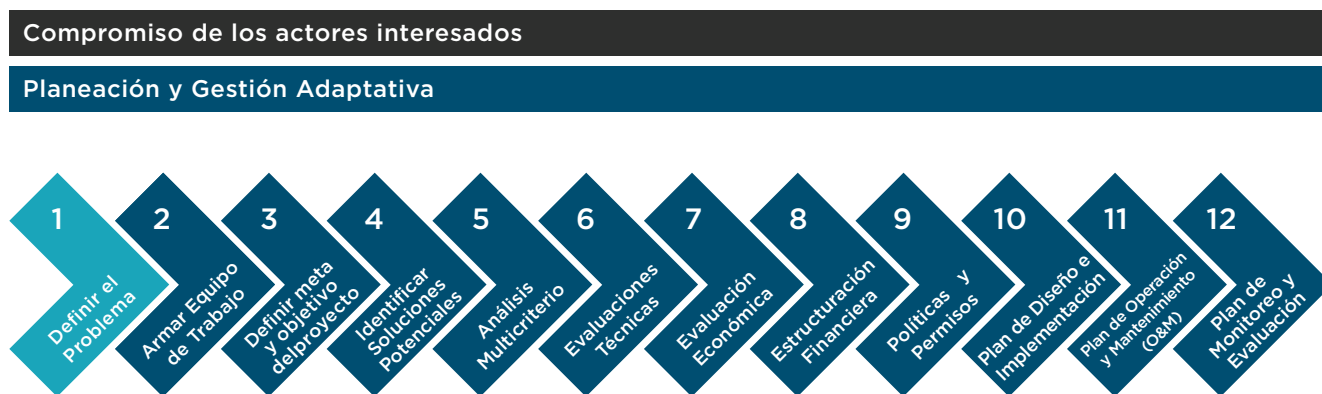 Compromiso de los actores interesados
Planeación y Gestión Adaptativa
1
Definir el
Problema
2
Armar Equipo
de Trabajo
3
Definir meta
y objetivo
delproyecto
4
Identificar
Soluciones
Potenciales
5
Análisis
Multicriterio
6
Evaluaciones
Técnicas
7
Evaluación
Económica
8
Estructuración
Financiera
9
Políticas y
Permisos
10
Plan de Diseño e
Implementación
11
Plan de Operación
y Mantenimiento
(O&M)
12
Plan de
Monitoreo y
Evaluación